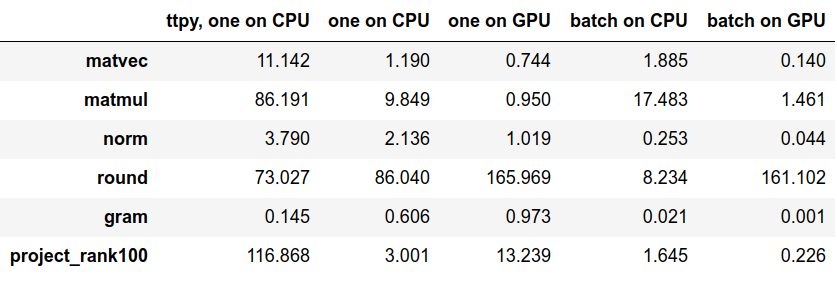 ttpy, one on CPU one on CPU one on GPU batch on CPU batch on GPU
matvec 11.142 1.190 0.744 1.885 0.140
matmul 86.191 9.849 0.950 17.483 1.461
norm 3.790 2.136 1.019 0.253 0.044
round 73.027 86.040 165.969 8.234 161.102
gram 0.145 0.606 0.973 0.021 0.001
project_rank100 116.868 3.001 13.239 1.645 0.226